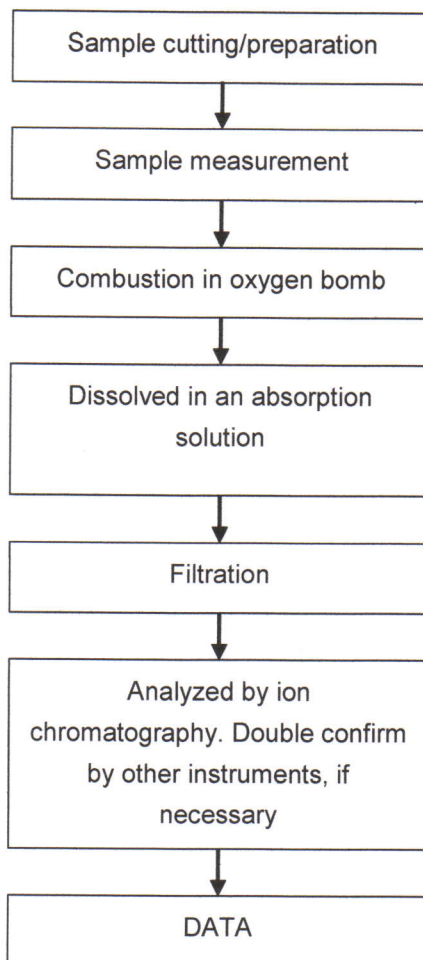 Sample cutting/preparation
Sample measurement
Combustion in oxygen bomb
Dissolved in an absorption
solution
Filtration
Analyzed by ion
chromatography. Double confirm
by other instruments, if
necessary
DATA